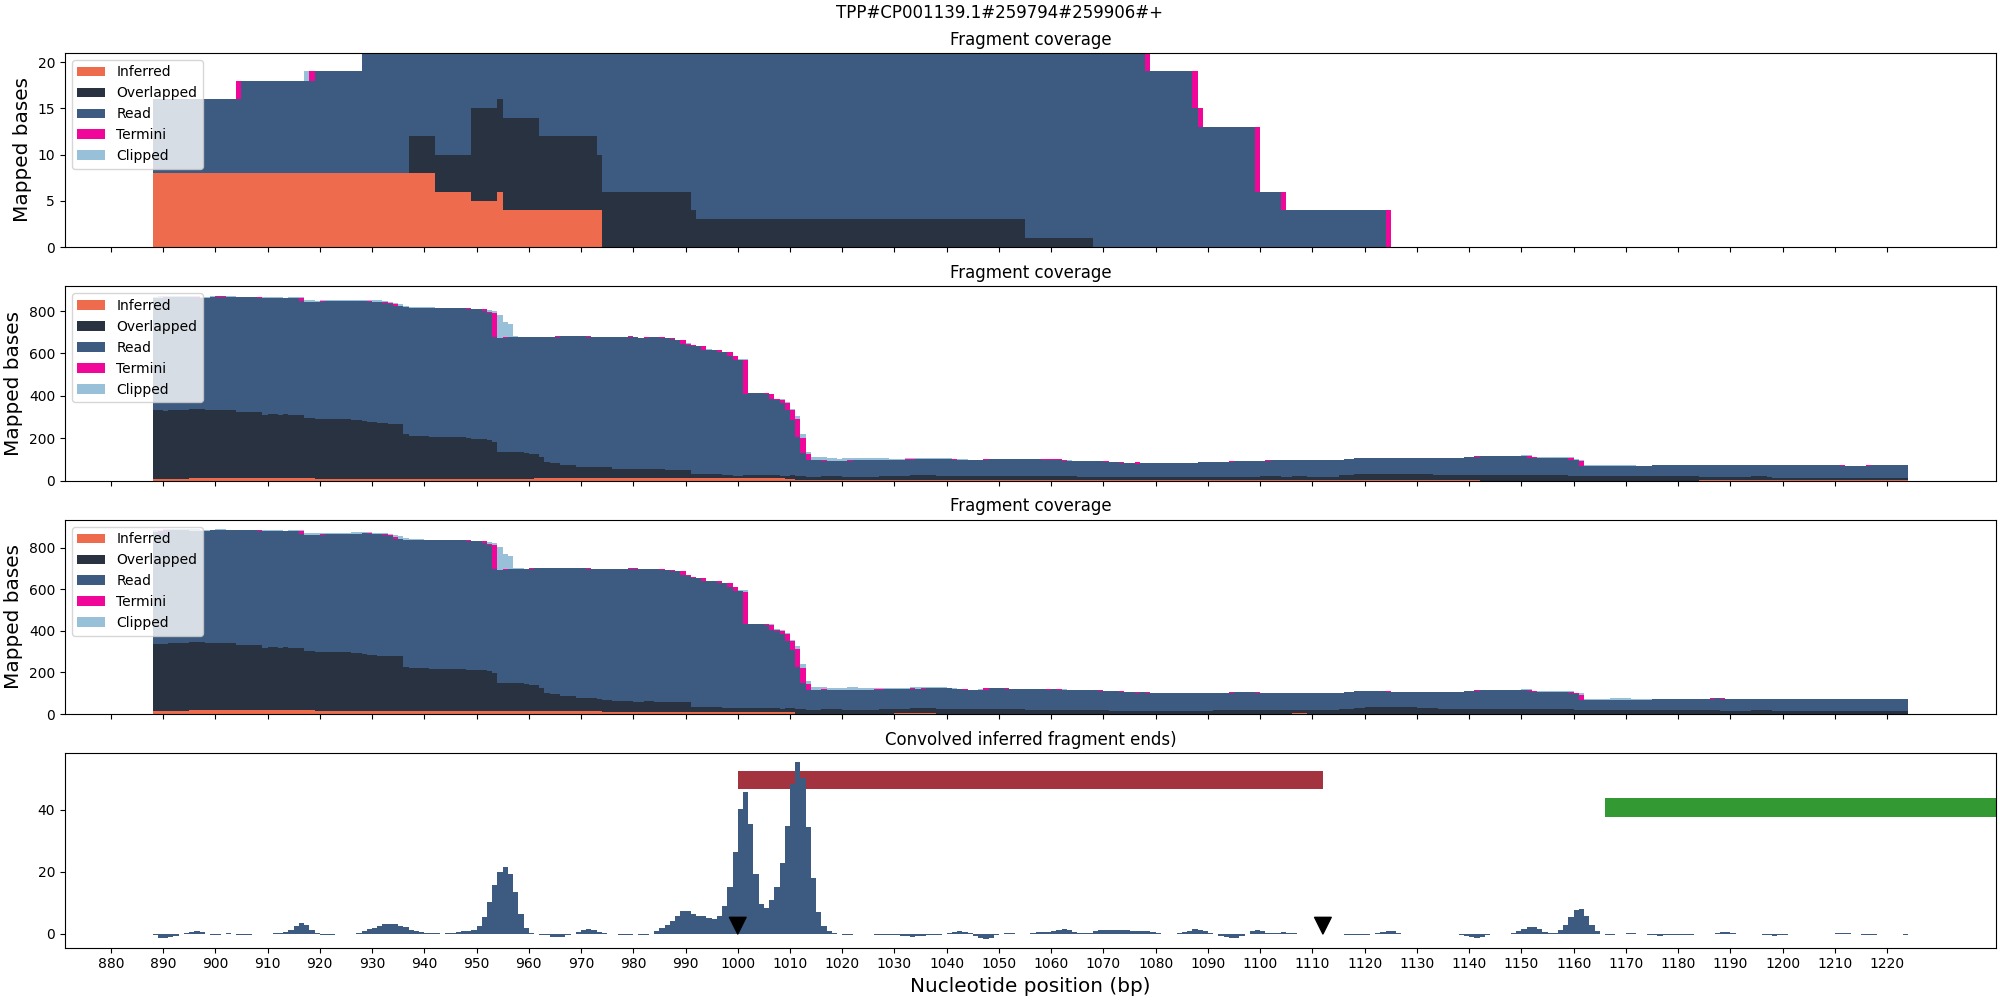 TPP#CP001139.1#259794#259906#+
Fragment coverage
Mapped bases
20
15
10
5
0
Inferred
Overlapped
Read
Termini
Clipped
Fragment coverage
Mapped bases
800
600
400
200
0
Inferred
Overlapped
Read
Termini
Clipped
Fragment coverage
Mapped bases
800
600
400
200
0
Inferred
Overlapped
Read
Termini
Clipped
Convolved inferred fragment ends)
40
20
0
880 890 900 910 920 930 940 950 960 970 980 990 1000 1010 1020 1030 1040 1050 1060 1070 1080 1090 1100 1110 1120 1130 1140 1150 1160 1170 1180 1190 1200 1210 1220
Nucleotide position (bp)